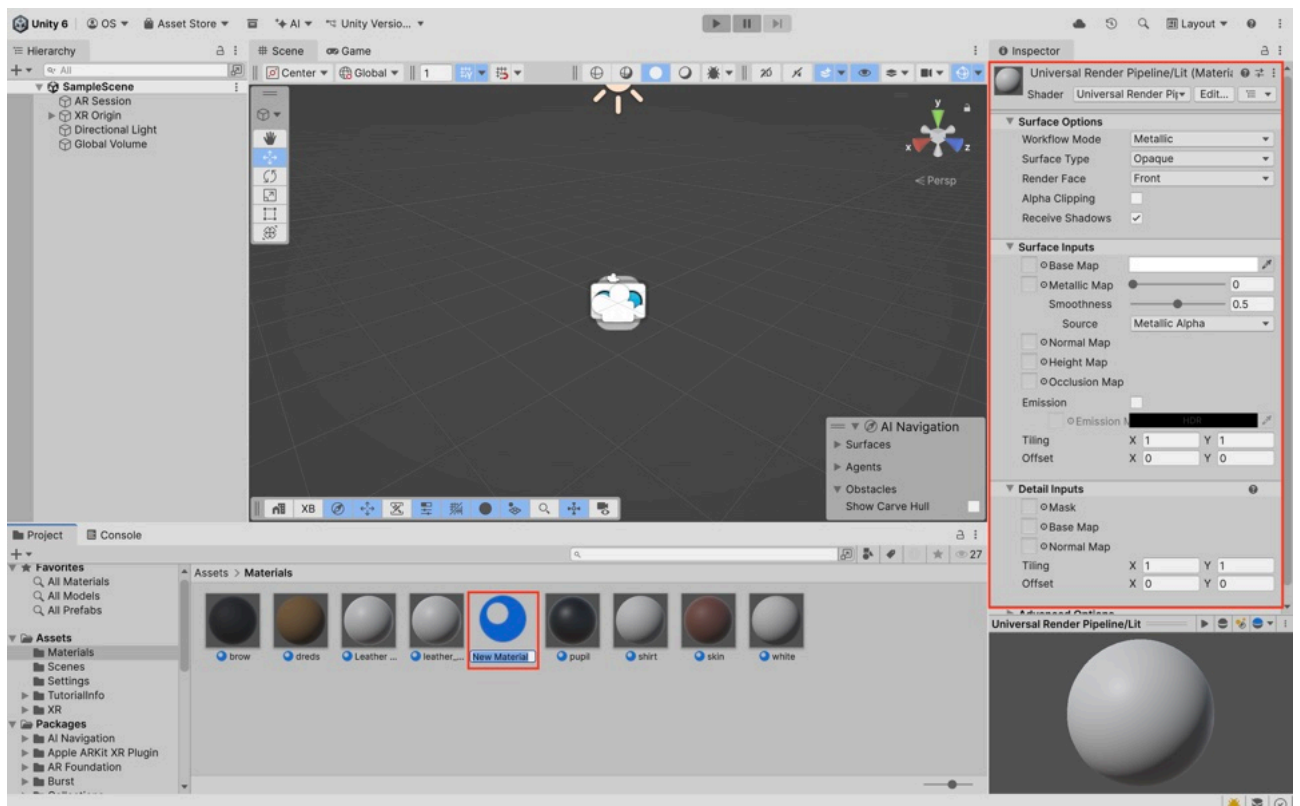 Unity 6 OS Asset Store AI Unity Versio... Layout
Hierarchy
All
SampleScene
AR Session
XR Origin
Directional Light
Global Volume
Scene Game
Center Global 1 2D
y
x z
Persp
AI Navigation
Surfaces
Agents
Obstacles
Show Carve Hull
XB
Inspector
Universal Render Pipeline/Lit (Materia
Shader Universal Render Pip Edit...
Surface Options
Workflow Mode Metallic
Surface Type Opaque
Render Face Front
Alpha Clipping
Receive Shadows
Surface Inputs
Base Map
Metallic Map 0
Smoothness 0.5
Source Metallic Alpha
Normal Map
Height Map
Occlusion Map
Emission
Emission M HDR
Tiling X 1 Y 1
Offset X 0 Y 0
Detail Inputs
Mask
Base Map
Normal Map
Tiling X 1 Y 1
Offset X 0 Y 0
Advanced Options
Universal Render Pipeline/Lit
Project Console
27
Favorites
All Materials
All Models
All Prefabs
Assets
Materials
Scenes
Settings
TutorialInfo
XR
Packages
AI Navigation
Apple ARKit XR Plugin
AR Foundation
Burst
Assets > Materials
brow dreds Leather ... leather_... New Material pupil shirt skin white